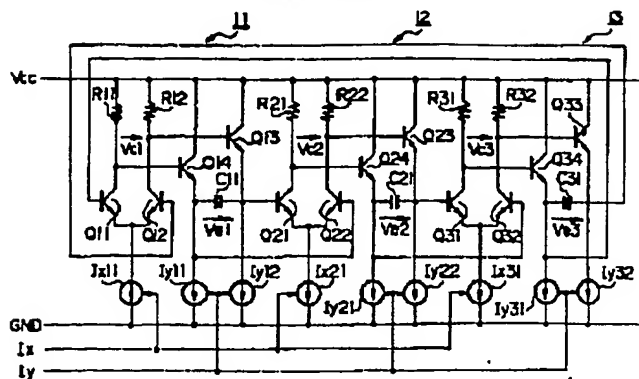 11 12 13
Vcc
R11 R12 R21 R22 R31 R32 Q33
Vc1 Q13 Vc2 Q23 Vc3
Q14 Q24 Q34
C11 C21 C31
Q11 Q12 Ve1 Q21 Q22 Ve2 Q31 Q32 Ve3
Ix11 Iy11 Iy12 Ix21 Iy22 Ix31 Iy32
Iy21 Iy31
GND
Ix
Iy